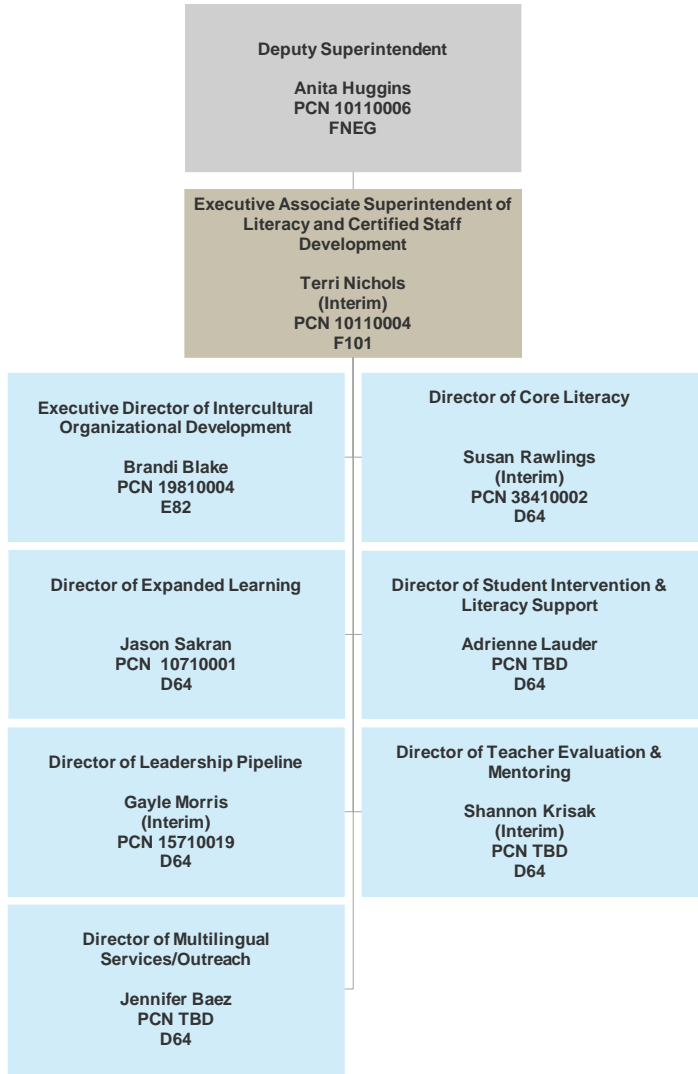 Deputy Superintendent
Anita Huggins
PCN 10110006
FNEG
Executive Associate Superintendent of
Literacy and Certified Staff
Development
Terri Nichols
(Interim)
PCN 10110004
F101
Executive Director of Intercultural
Organizational Development
Brandi Blake
PCN 19810004
E82
Director of Core Literacy
Susan Rawlings
(Interim)
PCN 38410002
D64
Director of Expanded Learning
Jason Sakran
PCN 10710001
D64
Director of Student Intervention &
Literacy Support
Adrienne Lauder
PCN TBD
D64
Director of Leadership Pipeline
Gayle Morris
(Interim)
PCN 15710019
D64
Director of Teacher Evaluation &
Mentoring
Shannon Krisak
(Interim)
PCN TBD
D64
Director of Multilingual
Services/Outreach
Jennifer Baez
PCN TBD
D64